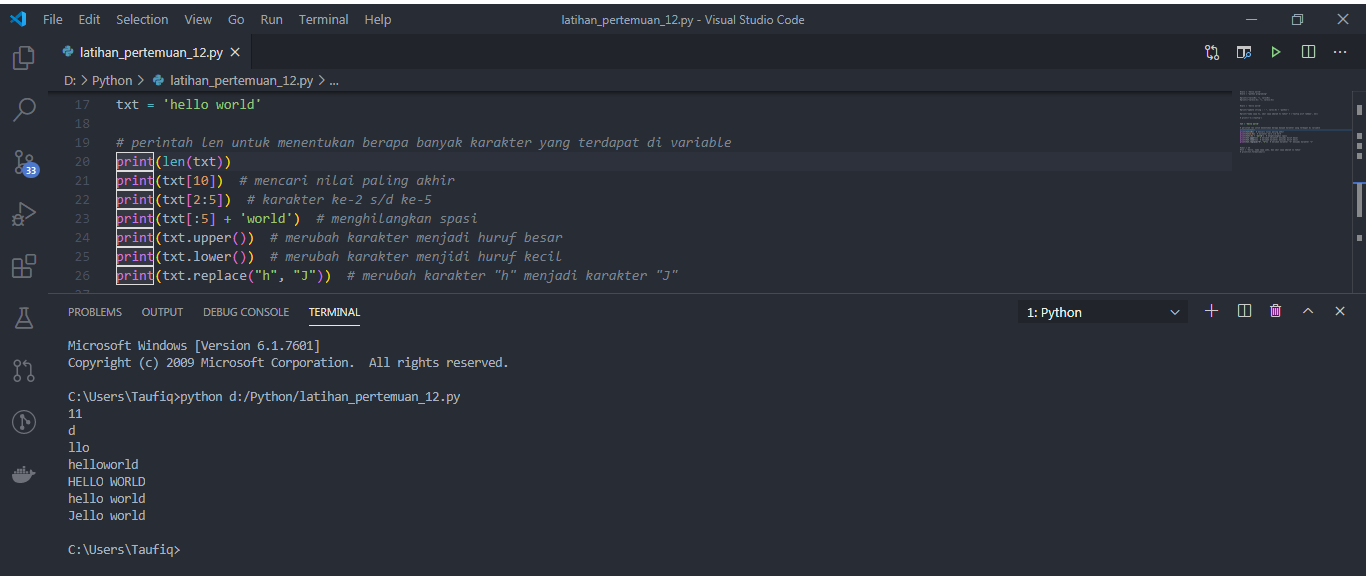 File Edit Selection View Go Run Terminal Help latihan_pertemuan_12.py - Visual Studio Code
latihan_pertemuan_12.py
D: > Python > latihan_pertemuan_12.py > ...
17 txt = 'hello world'
18
19 # perintah len untuk menentukan berapa banyak karakter yang terdapat di variable
20 print(len(txt))
21 print(txt[10]) # mencari nilai paling akhir
22 print(txt[2:5]) # karakter ke-2 s/d ke-5
23 print(txt[:5] + 'world') # menghilangkan spasi
24 print(txt.upper()) # merubah karakter menjadi huruf besar
25 print(txt.lower()) # merubah karakter menjidi huruf kecil
26 print(txt.replace("h", "J")) # merubah karakter "h" menjadi karakter "J"
33
PROBLEMS OUTPUT DEBUG CONSOLE TERMINAL 1: Python
Microsoft Windows [Version 6.1.7601]
Copyright (c) 2009 Microsoft Corporation. All rights reserved.
C:\Users\Taufiq>python d:/Python/latihan_pertemuan_12.py
11
d
llo
helloworld
HELLO WORLD
hello world
Jello world
C:\Users\Taufiq>